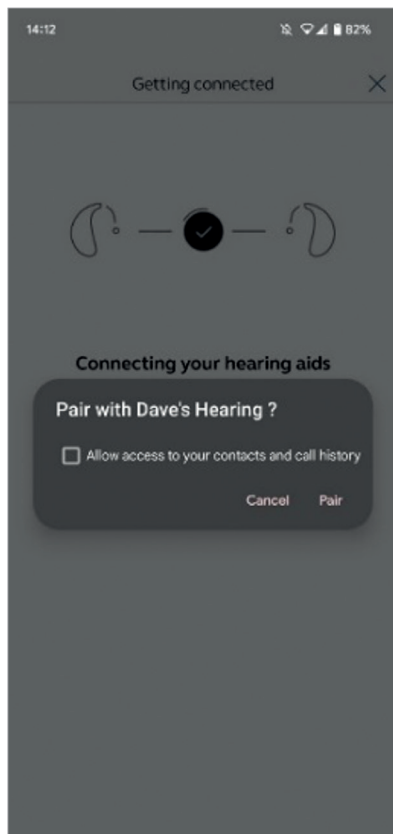 14:12 82%
Getting connected
Connecting your hearing aids
Pair with Dave's Hearing ?
Allow access to your contacts and call history
Cancel Pair